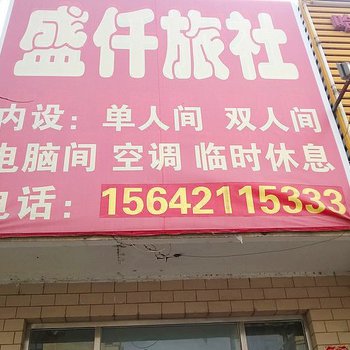 盛仟旅社
内设：单人间 双人间
电脑间 空调 临时休息
电话：15642115333